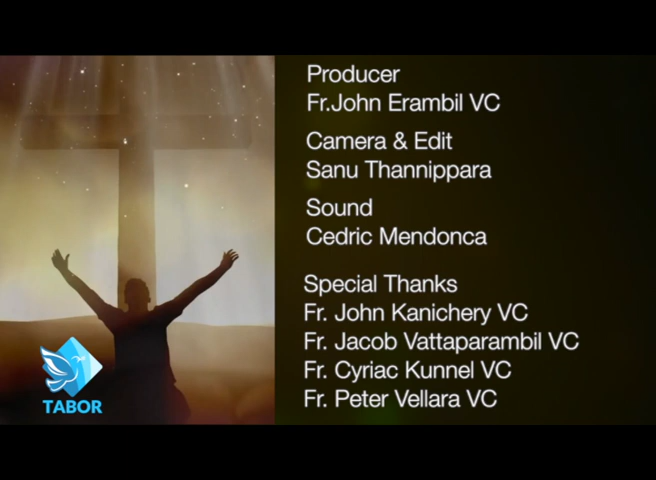 Producer
Fr.John Erambil VC
Camera & Edit
Sanu Thannippara
Sound
Cedric Mendonca
Special Thanks
Fr. John Kanichery VC
Fr. Jacob Vattaparambil VC
Fr. Cyriac Kunnel VC
Fr. Peter Vellara VC
TABOR